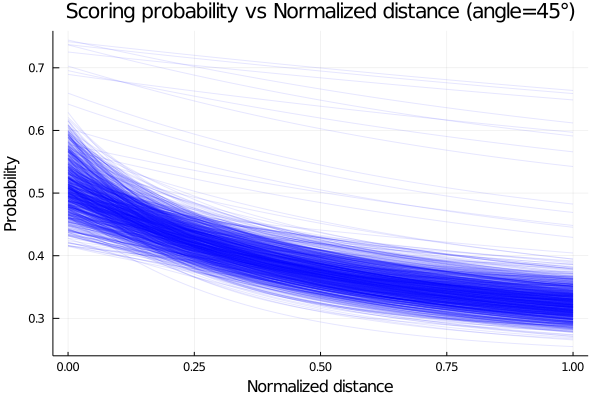 Scoring probability vs Normalized distance (angle=45°)
Probability
0.7
0.6
0.5
0.4
0.3
0.00 0.25 0.50 0.75 1.00
Normalized distance